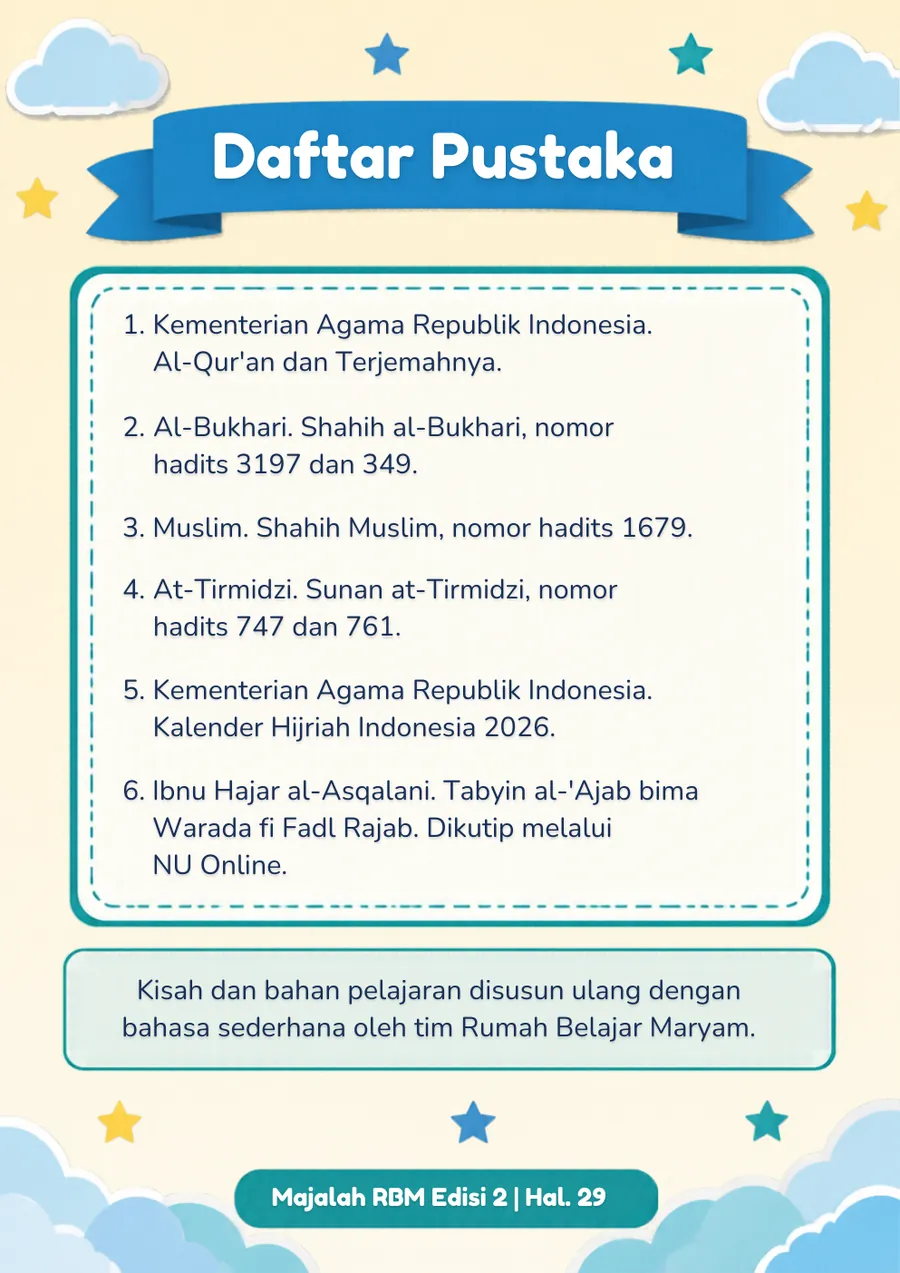 Daftar Pustaka
1. Kementerian Agama Republik Indonesia.
Al-Qur'an dan Terjemahnya.
2. Al-Bukhari. Shahih al-Bukhari, nomor
hadits 3197 dan 349.
3. Muslim. Shahih Muslim, nomor hadits 1679.
4. At-Tirmidzi. Sunan at-Tirmidzi, nomor
hadits 747 dan 761.
5. Kementerian Agama Republik Indonesia.
Kalender Hijriah Indonesia 2026.
6. Ibnu Hajar al-Asqalani. Tabyin al-'Ajab bima
Warada fi Fadl Rajab. Dikutip melalui
NU Online.
Kisah dan bahan pelajaran disusun ulang dengan
bahasa sederhana oleh tim Rumah Belajar Maryam.
Majalah RBM Edisi 2 | Hal. 29